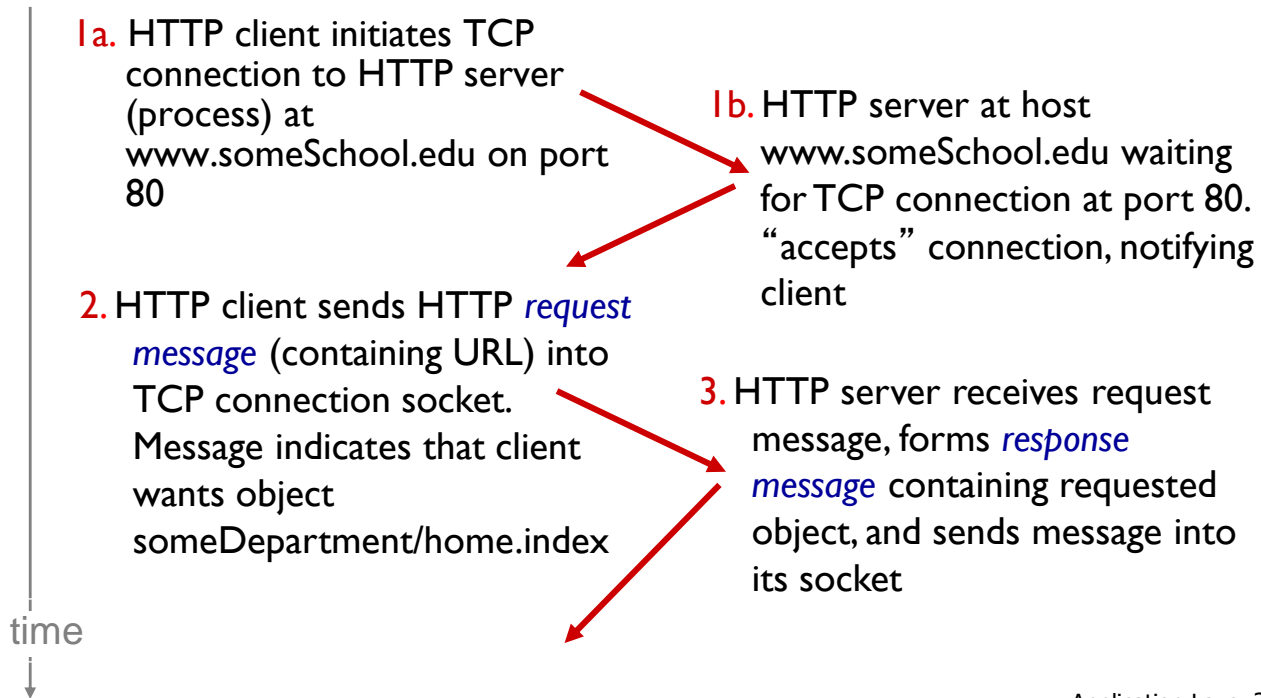 1a. HTTP client initiates TCP
connection to HTTP server
(process) at
www.someSchool.edu on port
80
1b. HTTP server at host
www.someSchool.edu waiting
for TCP connection at port 80.
“accepts” connection, notifying
client
2. HTTP client sends HTTP request
message (containing URL) into
TCP connection socket.
Message indicates that client
wants object
someDepartment/home.index
3. HTTP server receives request
message, forms response
message containing requested
object, and sends message into
its socket
time